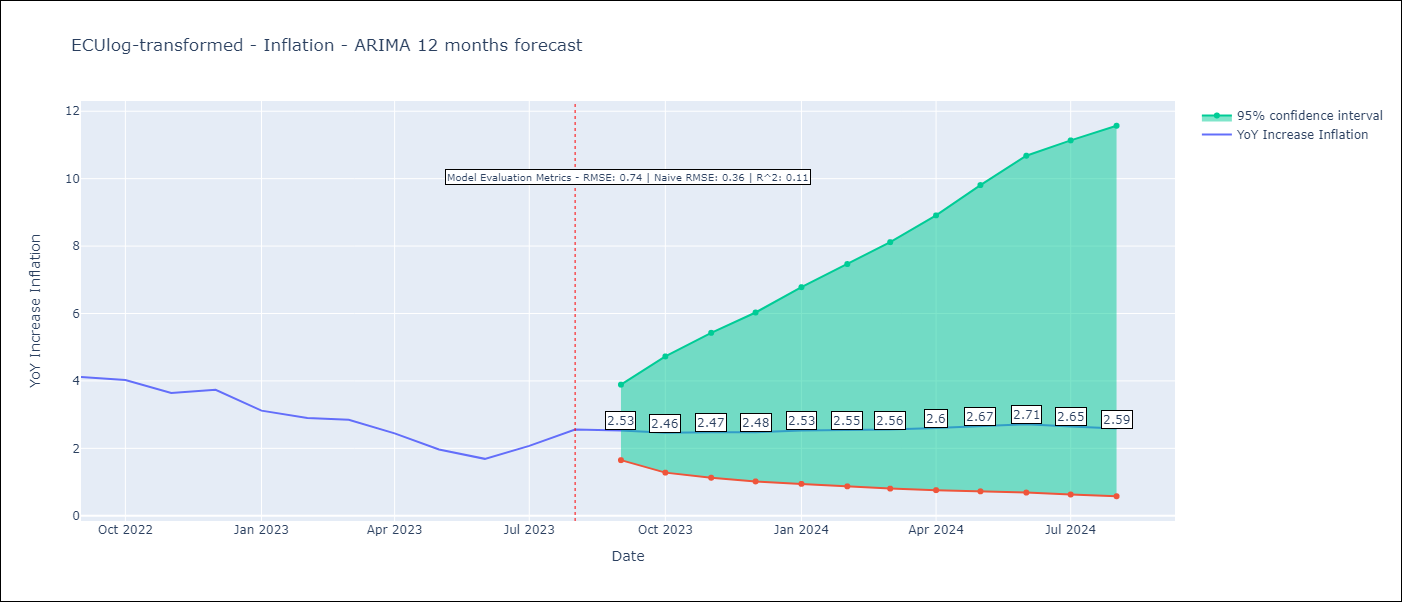 ECUlog-transformed - Inflation - ARIMA 12 months forecast
12
10
8
6
4
2
0
YoY Increase Inflation
Model Evaluation Metrics - RMSE: 0.74 | Naive RMSE: 0.36 | R^2: 0.11
2.53
2.46
2.47
2.48
2.53
2.55
2.56
2.6
2.67
2.71
2.65
2.59
Oct 2022
Jan 2023
Apr 2023
Jul 2023
Oct 2023
Jan 2024
Apr 2024
Jul 2024
Date
95% confidence interval
YoY Increase Inflation